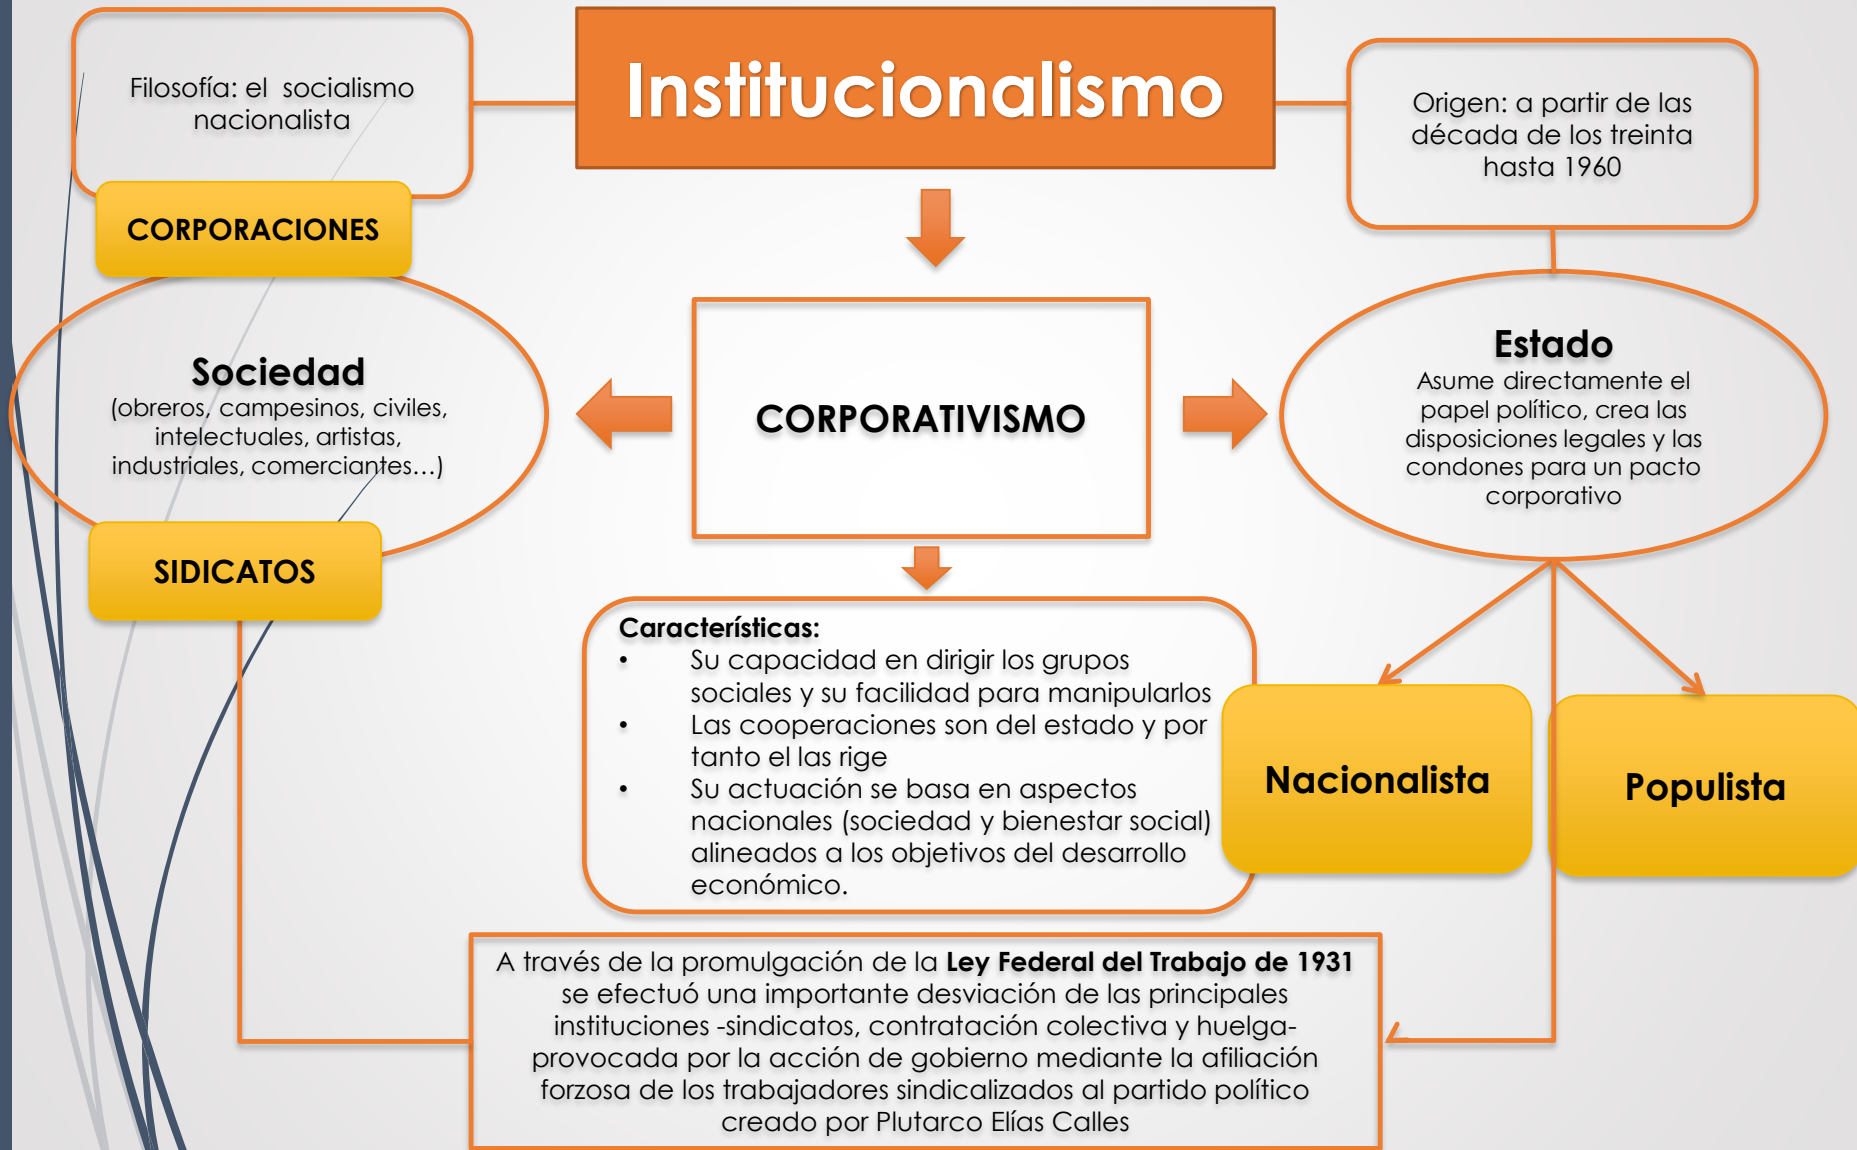 Institucionalismo
Filosofía: el socialismo
nacionalista
Origen: a partir de las
década de los treinta
hasta 1960
CORPORACIONES
Sociedad
(obreros, campesinos, civiles,
intelectuales, artistas,
industriales, comerciantes…)
SIDICATOS
CORPORATIVISMO
Estado
Asume directamente el
papel político, crea las
disposiciones legales y las
condones para un pacto
corporativo
Características:
• Su capacidad en dirigir los grupos
sociales y su facilidad para manipularlos
• Las cooperaciones son del estado y por
tanto el las rige
• Su actuación se basa en aspectos
nacionales (sociedad y bienestar social)
alineados a los objetivos del desarrollo
económico.
Nacionalista
Populista
A través de la promulgación de la Ley Federal del Trabajo de 1931
se efectuó una importante desviación de las principales
instituciones -sindicatos, contratación colectiva y huelga-
provocada por la acción de gobierno mediante la afiliación
forzosa de los trabajadores sindicalizados al partido político
creado por Plutarco Elías Calles